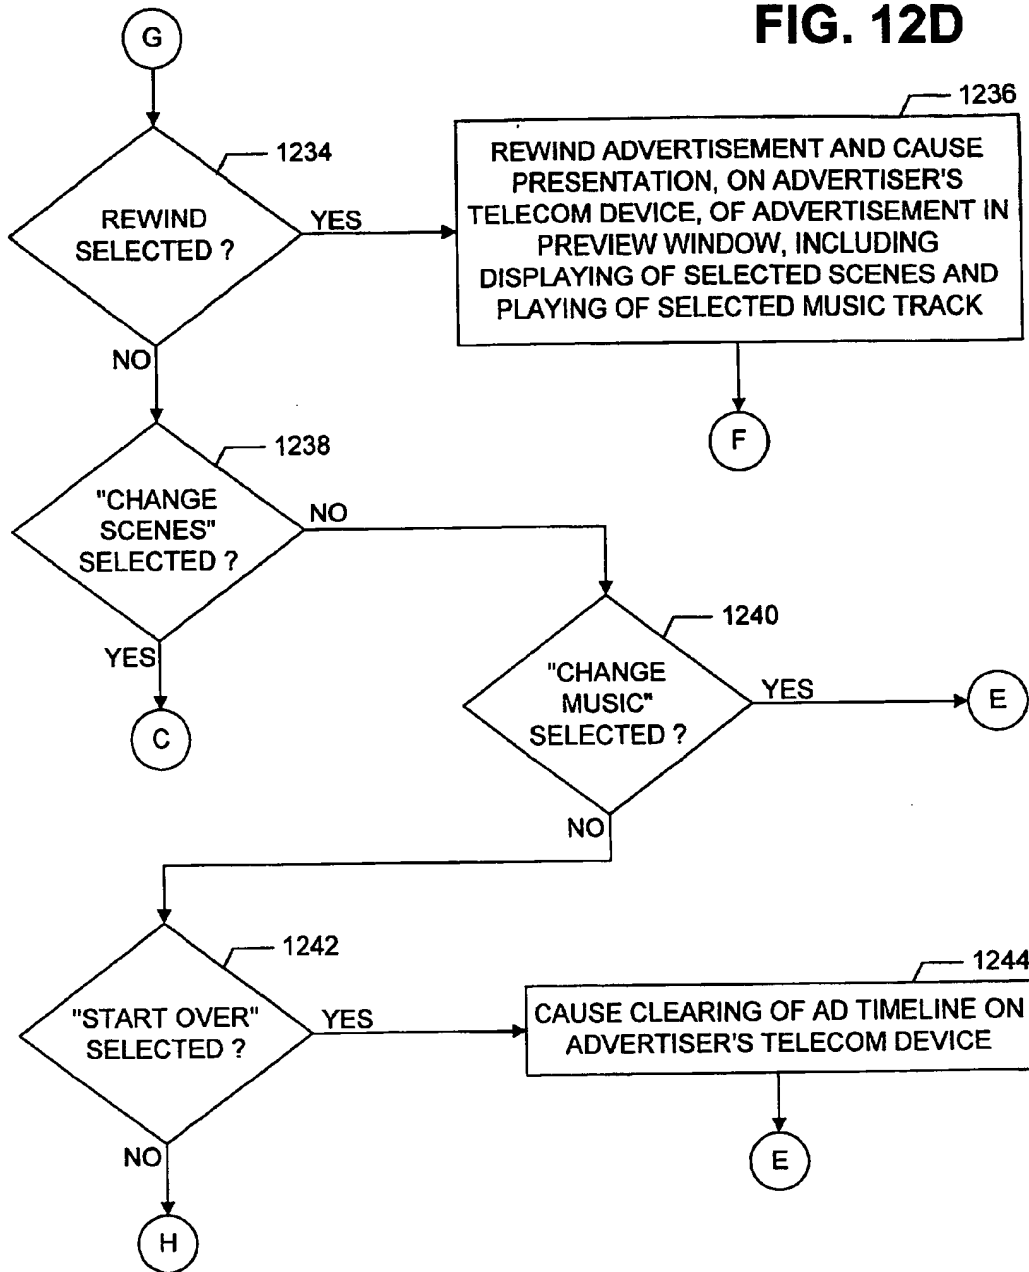 FIG. 12D
G
1234
REWIND
SELECTED ?
YES
NO
1236
REWIND ADVERTISEMENT AND CAUSE
PRESENTATION, ON ADVERTISER'S
TELECOM DEVICE, OF ADVERTISEMENT IN
PREVIEW WINDOW, INCLUDING
DISPLAYING OF SELECTED SCENES AND
PLAYING OF SELECTED MUSIC TRACK
F
1238
"CHANGE
SCENES"
SELECTED ?
NO
YES
C
1240
"CHANGE
MUSIC"
SELECTED ?
YES
E
NO
1242
"START OVER"
SELECTED ?
YES
NO
1244
CAUSE CLEARING OF AD TIMELINE ON
ADVERTISER'S TELECOM DEVICE
E
H